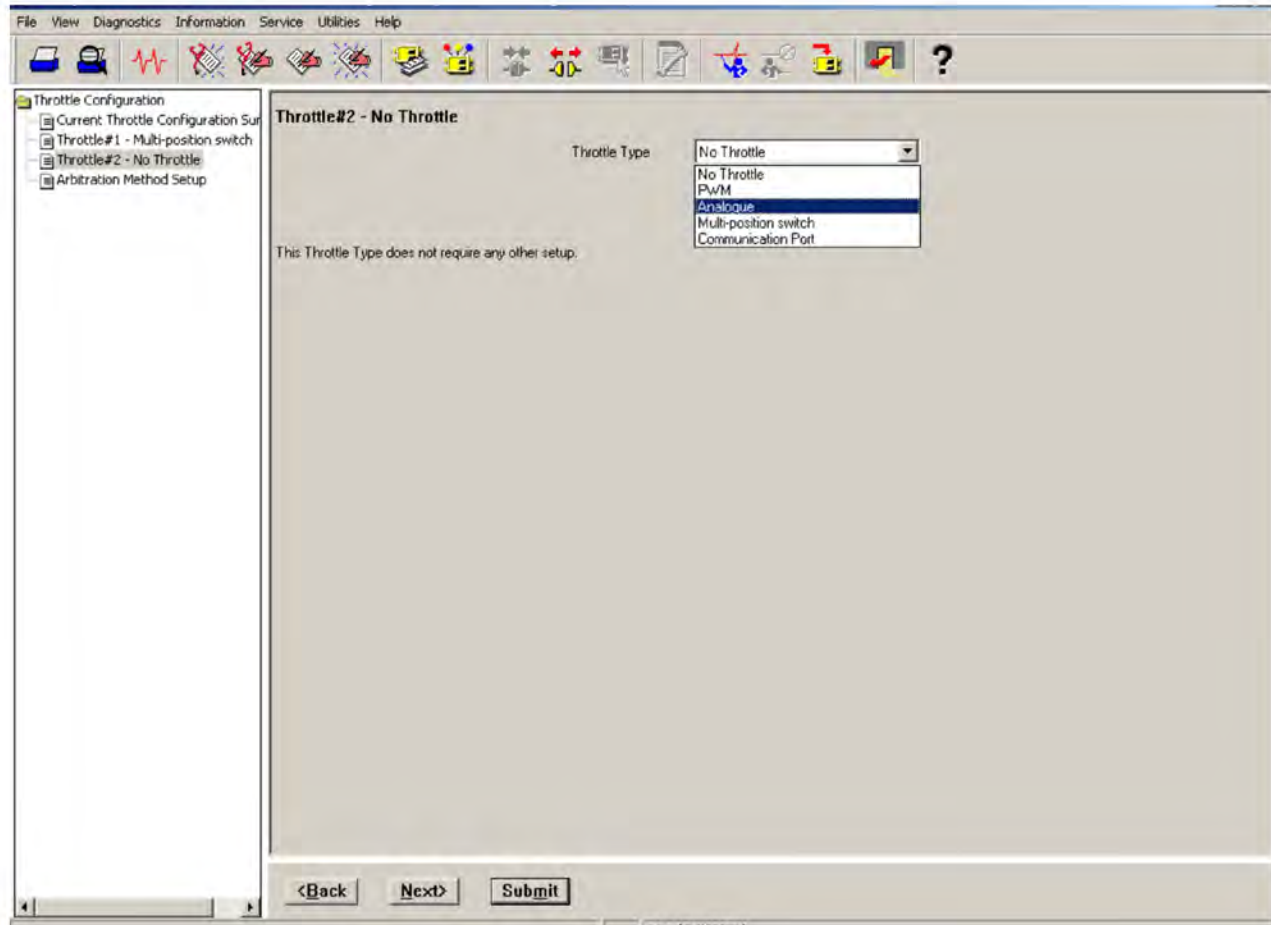 File View Diagnostics Information Service Utilities Help
?
Throttle Configuration
Current Throttle Configuration Sur
Throttle#1 - Multi-position switch
Throttle#2 - No Throttle
Arbitration Method Setup
Throttle#2 - No Throttle
Throttle Type No Throttle
No Throttle
PWM
Analogue
Multi-position switch
Communication Port
This Throttle Type does not require any other setup.
<Back Next> Submit